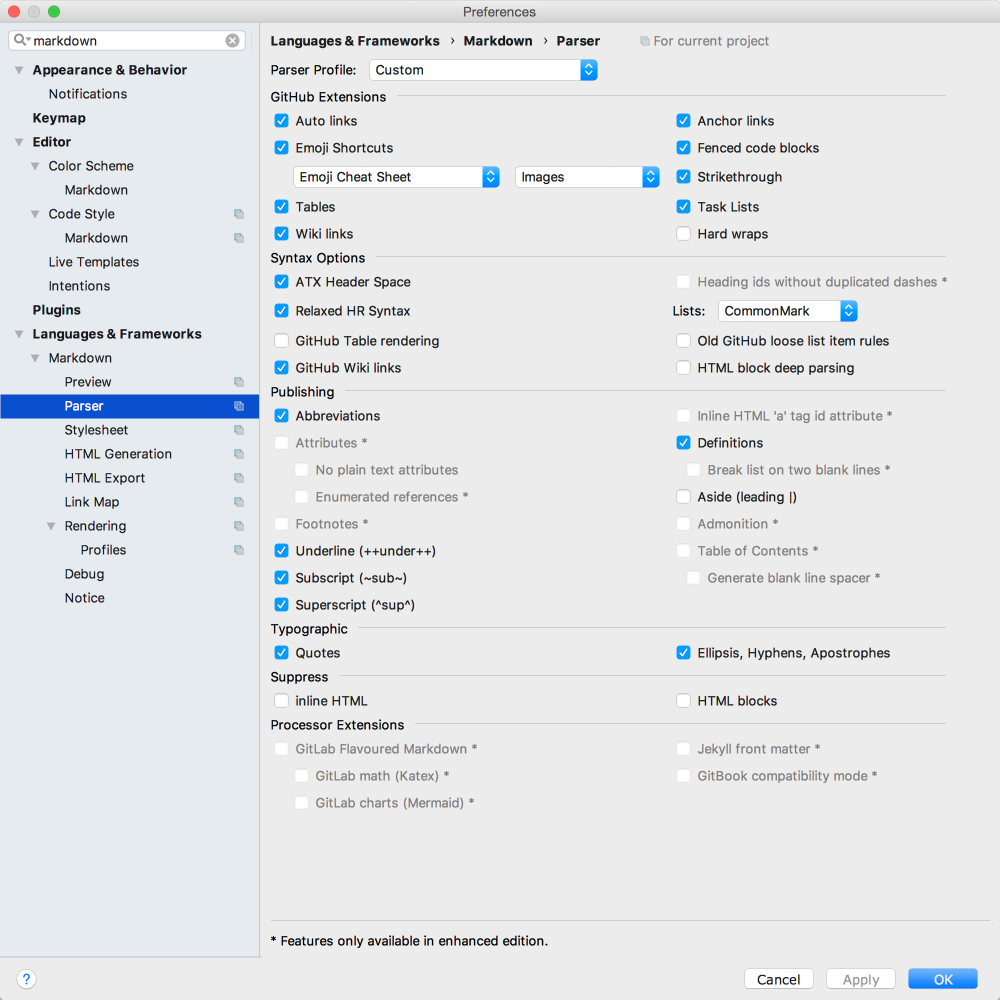 Preferences
markdown
Appearance & Behavior
Notifications
Keymap
Editor
Color Scheme
Markdown
Code Style
Markdown
Live Templates
Intentions
Plugins
Languages & Frameworks
Markdown
Preview
Parser
Stylesheet
HTML Generation
HTML Export
Link Map
Rendering
Profiles
Debug
Notice
?
Languages & Frameworks › Markdown › Parser For current project
Parser Profile: Custom
GitHub Extensions
Auto links Anchor links
Emoji Shortcuts Fenced code blocks
Emoji Cheat Sheet Images Strikethrough
Tables Task Lists
Wiki links Hard wraps
Syntax Options
ATX Header Space Heading ids without duplicated dashes *
Relaxed HR Syntax Lists: CommonMark
GitHub Table rendering Old GitHub loose list item rules
GitHub Wiki links HTML block deep parsing
Publishing
Abbreviations Inline HTML 'a' tag id attribute *
Attributes * Definitions
No plain text attributes Break list on two blank lines *
Enumerated references * Aside (leading |)
Footnotes * Admonition *
Underline (++under++) Table of Contents *
Subscript (~sub~) Generate blank line spacer *
Superscript (^sup^)
Typographic
Quotes Ellipsis, Hyphens, Apostrophes
Suppress
inline HTML HTML blocks
Processor Extensions
GitLab Flavoured Markdown * Jekyll front matter *
GitLab math (Katex) * GitBook compatibility mode *
GitLab charts (Mermaid) *
* Features only available in enhanced edition.
Cancel Apply OK